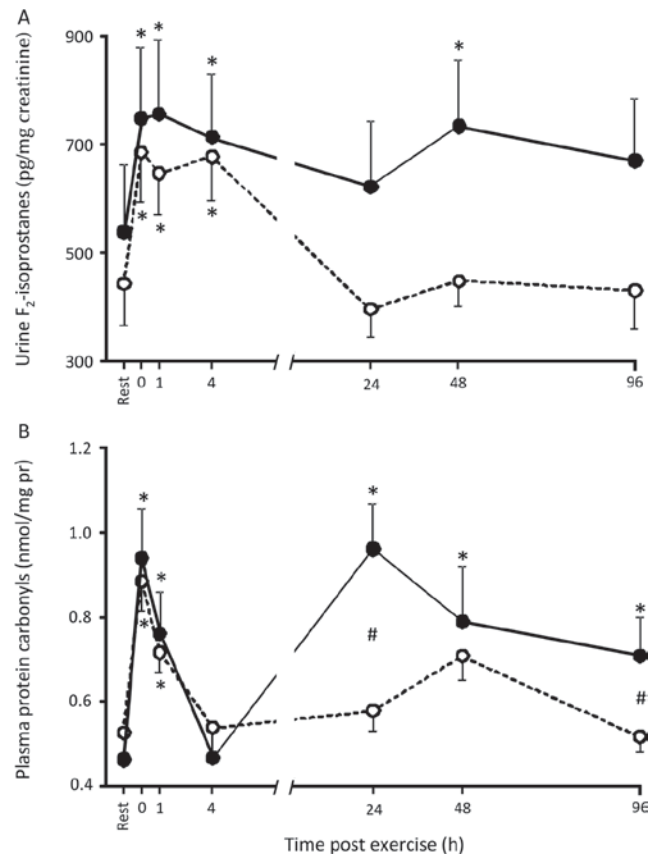 A
Urine F₂-isoprostanes (pg/mg creatinine)
900
700
500
300
* * * *
* * *
Rest 0 1 4 24 48 96
B
Plasma protein carbonyls (nmol/mg pr)
1.2
1.0
0.8
0.6
0.4
* * * * *
* *
# #
Rest 0 1 4 24 48 96
Time post exercise (h)